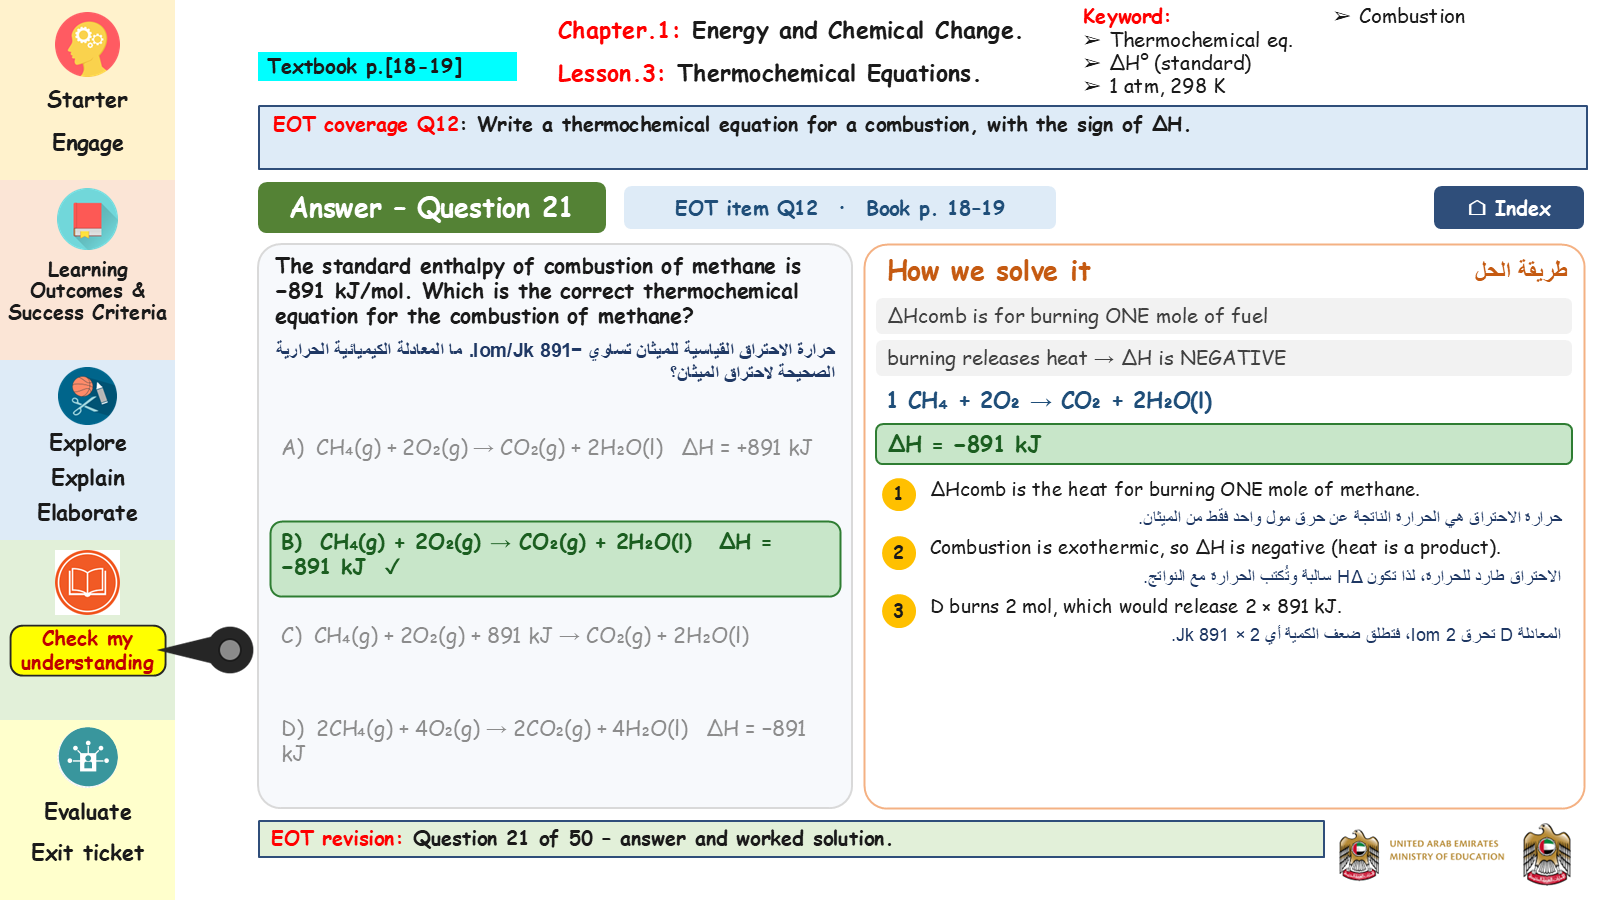 Starter
Engage
Learning
Outcomes &
Success Criteria
Explore
Explain
Elaborate
Check my
understanding
Evaluate
Exit ticket
Textbook p.[18-19]
Chapter.1: Energy and Chemical Change.
Lesson.3: Thermochemical Equations.
Keyword:
➢ Thermochemical eq.
➢ ΔH° (standard)
➢ 1 atm, 298 K
➢ Combustion
EOT coverage Q12: Write a thermochemical equation for a combustion, with the sign of ΔH.
Answer – Question 21
EOT item Q12 · Book p. 18–19
⌂ Index
The standard enthalpy of combustion of methane is
−891 kJ/mol. Which is the correct thermochemical
equation for the combustion of methane?
حرارة الاحتراق القياسية للميثان تساوي −891 lom/Jk. ما المعادلة الكيميائية الحرارية
الصحيحة لاحتراق الميثان؟
A) CH₄(g) + 2O₂(g) → CO₂(g) + 2H₂O(l) ΔH = +891 kJ
B) CH₄(g) + 2O₂(g) → CO₂(g) + 2H₂O(l) ΔH =
−891 kJ ✓
C) CH₄(g) + 2O₂(g) + 891 kJ → CO₂(g) + 2H₂O(l)
D) 2CH₄(g) + 4O₂(g) → 2CO₂(g) + 4H₂O(l) ΔH = −891
kJ
How we solve it
طريقة الحل
ΔHcomb is for burning ONE mole of fuel
burning releases heat → ΔH is NEGATIVE
1 CH₄ + 2O₂ → CO₂ + 2H₂O(l)
ΔH = −891 kJ
1 ΔHcomb is the heat for burning ONE mole of methane.
حرارة الاحتراق هي الحرارة الناتجة عن حرق مول واحد فقط من الميثان.
2 Combustion is exothermic, so ΔH is negative (heat is a product).
الاحتراق طارد للحرارة، لذا تكون HΔ سالبة وتُكتب الحرارة مع النواتج.
3 D burns 2 mol, which would release 2 × 891 kJ.
المعادلة D تحرق 2 lom، فتطلق ضعف الكمية أي 2 × 891 Jk.
EOT revision: Question 21 of 50 – answer and worked solution.
UNITED ARAB EMIRATES
MINISTRY OF EDUCATION